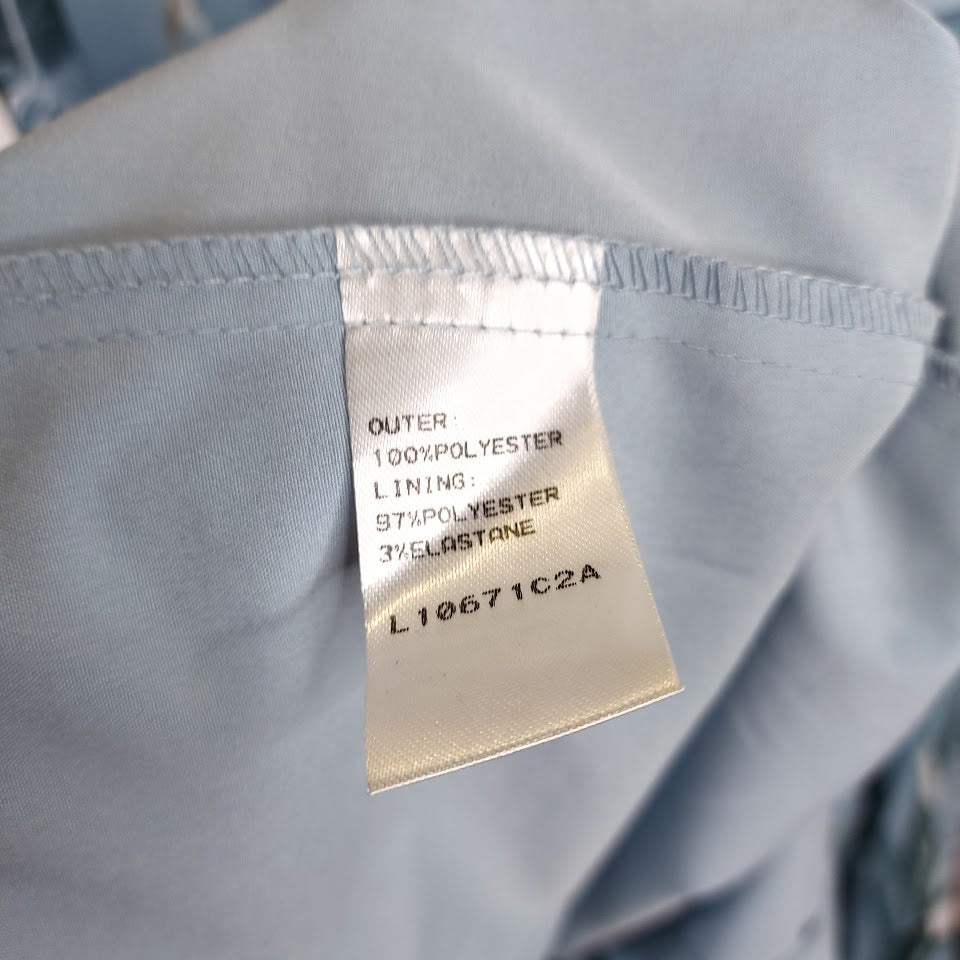 OUTER:
100%POLYESTER
LINING:
97%POLYESTER
3%ELASTANE
L10671C2A